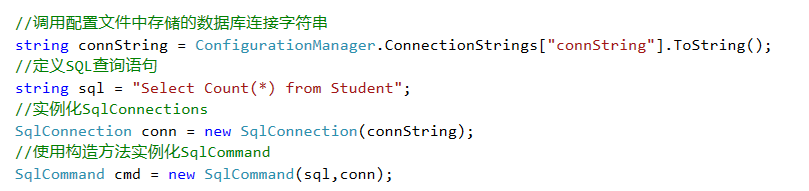 //调用配置文件中存储的数据库连接字符串
string connString = ConfigurationManager.ConnectionStrings["connString"].ToString();
//定义SQL查询语句
string sql = "Select Count(*) from Student";
//实例化SqlConnections
SqlConnection conn = new SqlConnection(connString);
//使用构造方法实例化SqlCommand
SqlCommand cmd = new SqlCommand(sql,conn);